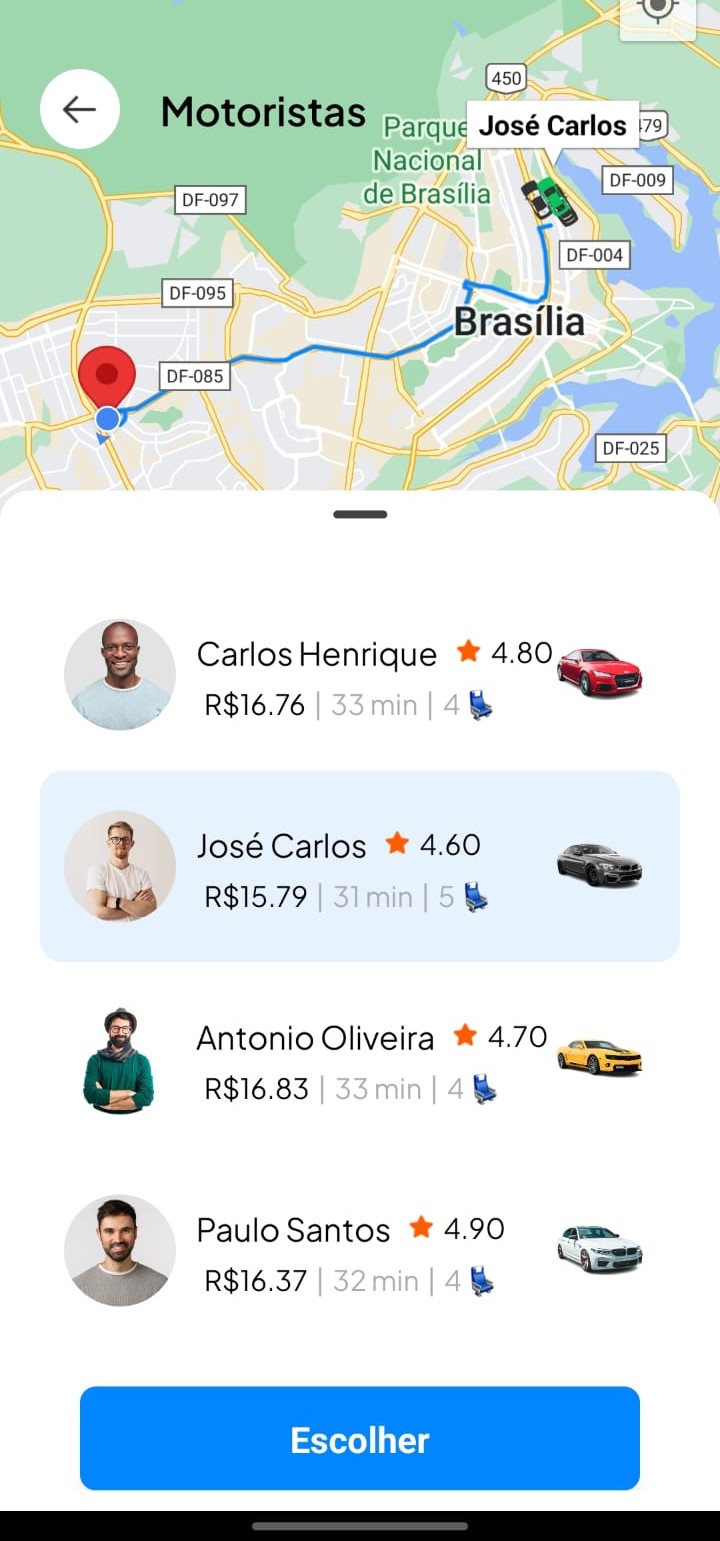 450
Motoristas
José Carlos
79
Parque
Nacional
de Brasília
DF-009
DF-097
DF-004
DF-095
Brasília
DF-085
DF-025
Carlos Henrique 4.80
R$16.76 | 33 min | 4
José Carlos 4.60
R$15.79 | 31 min | 5
Antonio Oliveira 4.70
R$16.83 | 33 min | 4
Paulo Santos 4.90
R$16.37 | 32 min | 4
Escolher